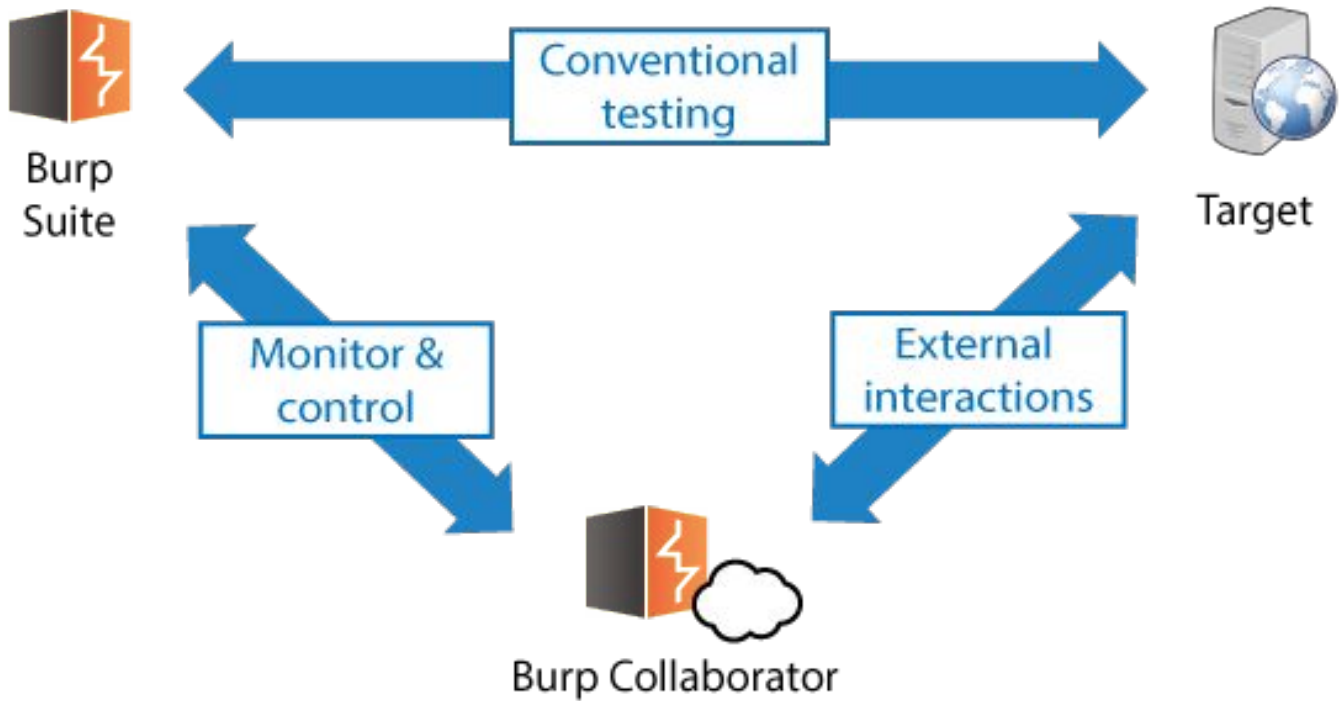 Conventional
testing
Burp
Suite
Target
Monitor &
control
External
interactions
Burp Collaborator